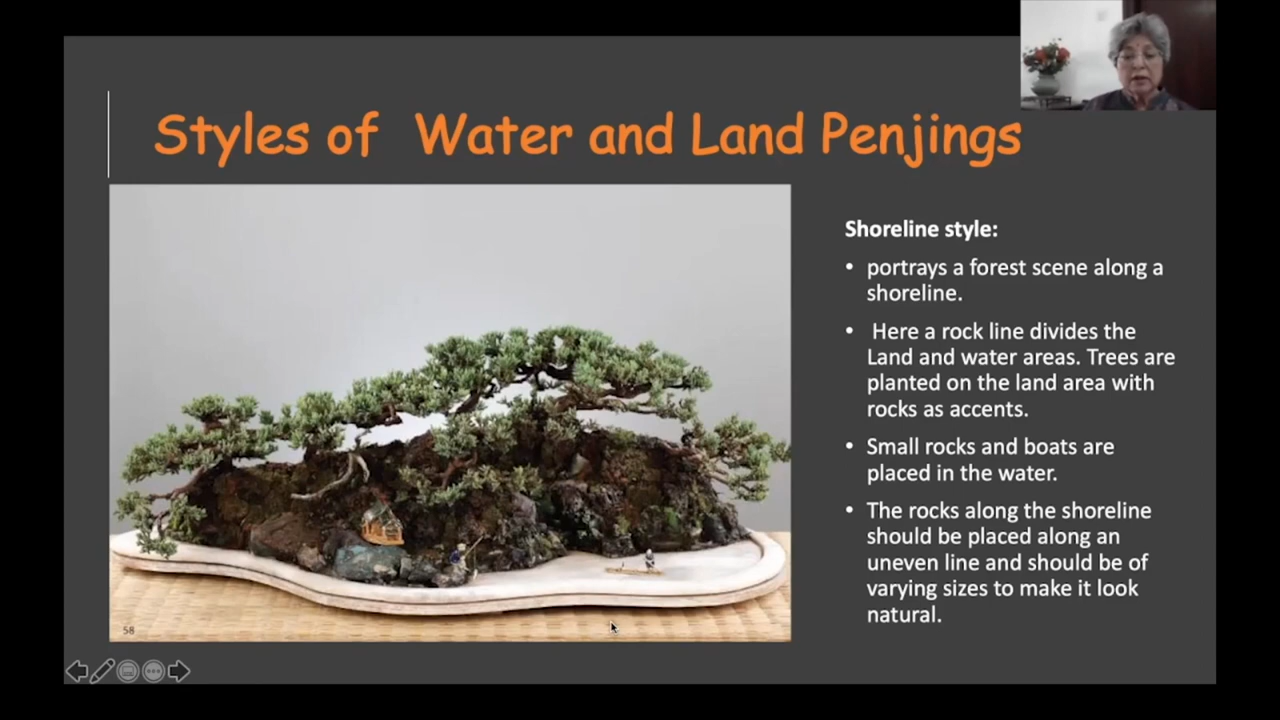 Styles of Water and Land Penjings
Shoreline style:
• portrays a forest scene along a
shoreline.
• Here a rock line divides the
Land and water areas. Trees are
planted on the land area with
rocks as accents.
• Small rocks and boats are
placed in the water.
• The rocks along the shoreline
should be placed along an
uneven line and should be of
varying sizes to make it look
natural.
58